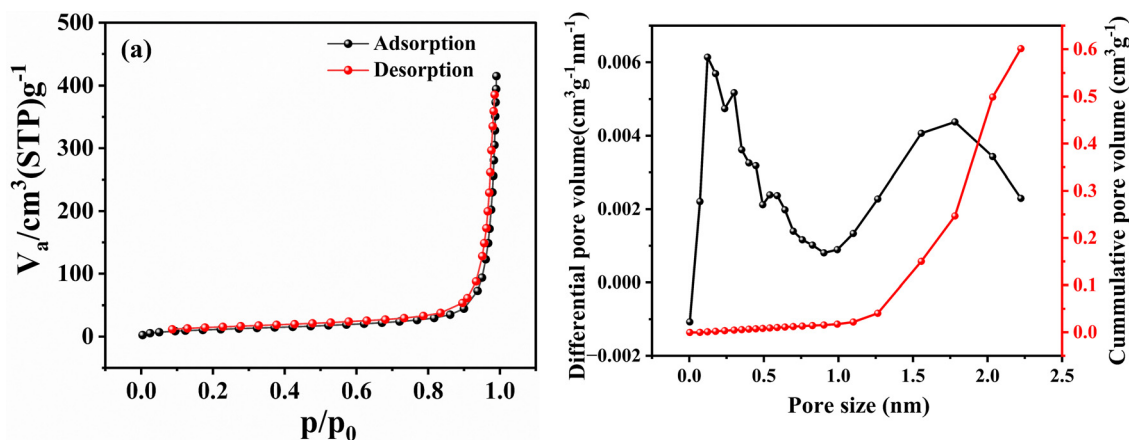 (a)
Adsorption
Desorption
500
400
300
200
100
0
Va/cm³(STP)g⁻¹
0.0 0.2 0.4 0.6 0.8 1.0
p/p₀
0.006
0.004
0.002
0.000
−0.002
Differential pore volume(cm³g⁻¹nm⁻¹)
0.6
0.5
0.4
0.3
0.2
0.1
0.0
Cummulative pore volume (cm³g⁻¹)
0.0 0.5 1.0 1.5 2.0 2.5
Pore size (nm)